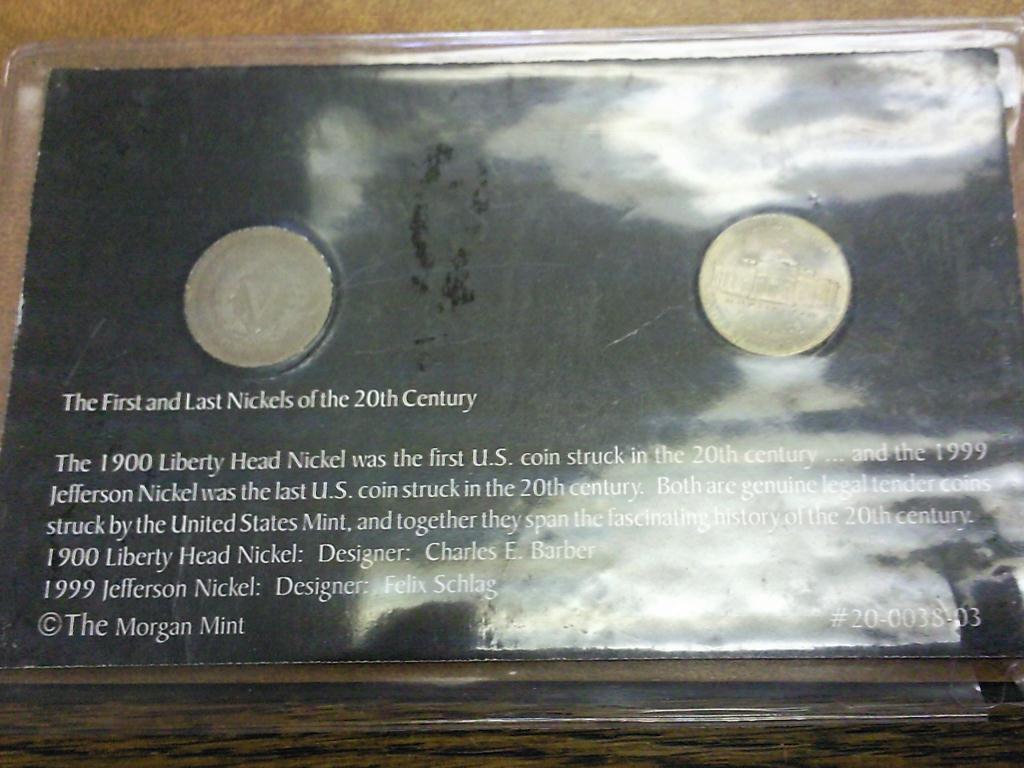 The First and Last Nickels of the 20th Century
The 1900 Liberty Head Nickel was the first U.S. coin struck in the 20th century ... and the 1999
Jefferson Nickel was the last U.S. coin struck in the 20th century. Both are genuine legal tender coins
struck by the United States Mint, and together they span the fascinating history of the 20th century.
1900 Liberty Head Nickel: Designer: Charles E. Barber
1999 Jefferson Nickel: Designer: Felix Schlag
©The Morgan Mint
#20-0038-03
V